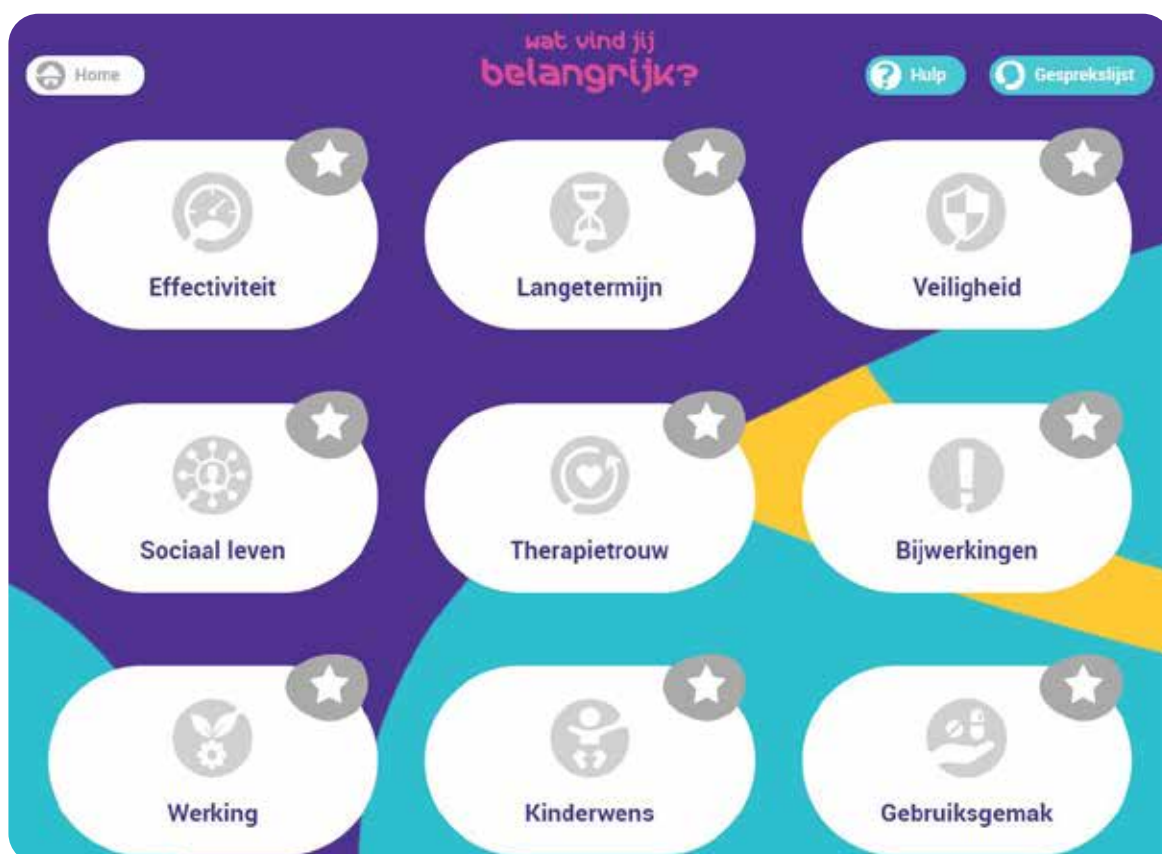 wat vind jij
belangrijk?
Home
Hulp
Gesprekslijst
Effectiviteit
Langetermijn
Veiligheid
Sociaal leven
Therapietrouw
Bijwerkingen
Werking
Kinderwens
Gebruiksgemak